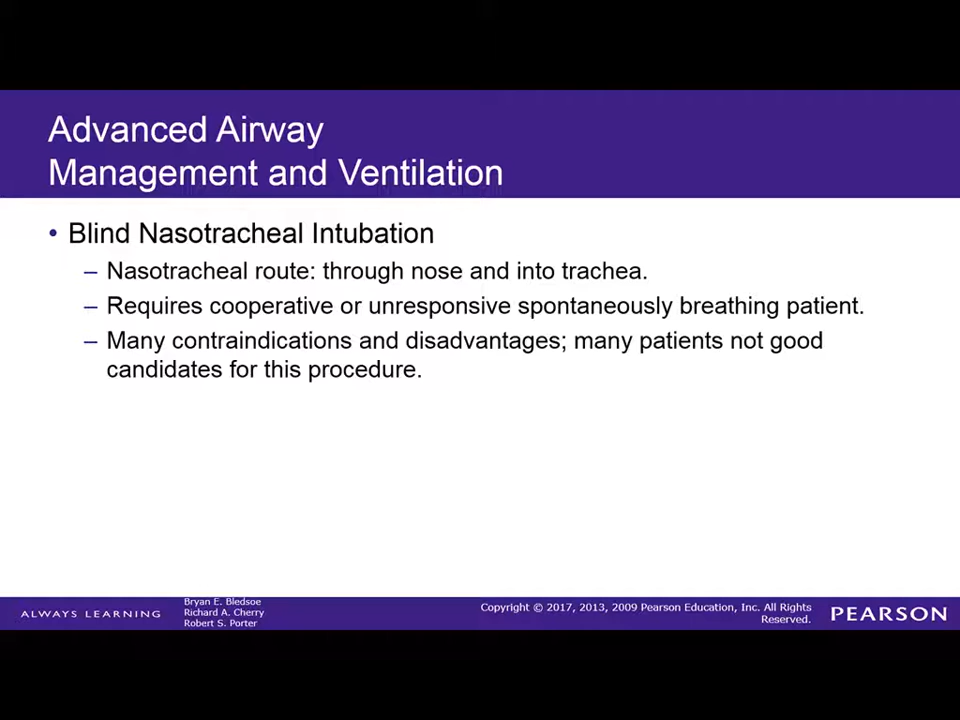 Advanced Airway
Management and Ventilation
• Blind Nasotracheal Intubation
– Nasotracheal route: through nose and into trachea.
– Requires cooperative or unresponsive spontaneously breathing patient.
– Many contraindications and disadvantages; many patients not good
candidates for this procedure.
ALWAYS LEARNING
Bryan E. Bledsoe
Richard A. Cherry
Robert S. Porter
Copyright © 2017, 2013, 2009 Pearson Education, Inc. All Rights
Reserved.
PEARSON